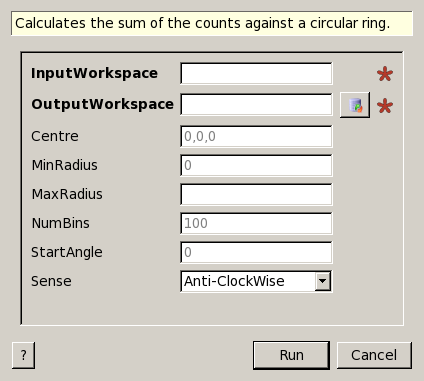 Calculates the sum of the counts against a circular ring.
InputWorkspace
OutputWorkspace
Centre 0,0,0
MinRadius 0
MaxRadius
NumBins 100
StartAngle 0
Sense Anti-ClockWise
? Run Cancel